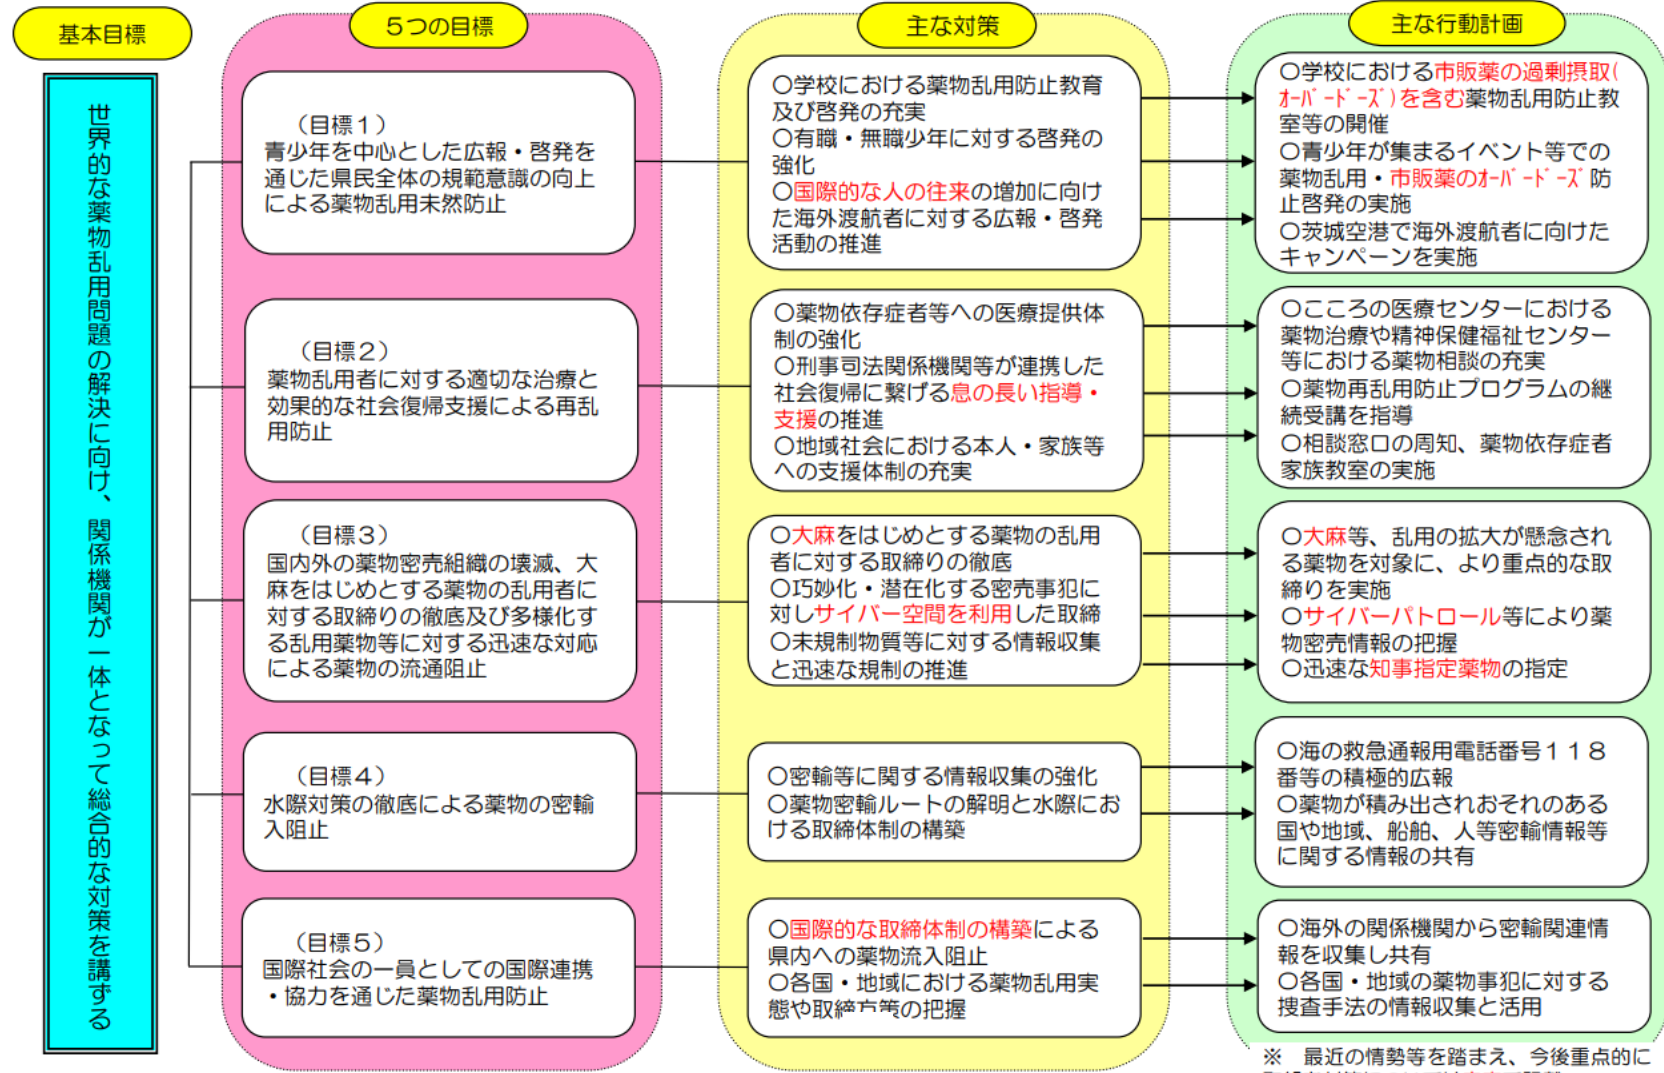 基本目標
世界的な薬物乱用問題の解決に向け、関係機関が一体となって総合的な対策を講ずる
５つの目標
（目標１）
青少年を中心とした広報・啓発を
通じた県民全体の規範意識の向上
による薬物乱用未然防止
（目標２）
薬物乱用者に対する適切な治療と
効果的な社会復帰支援による再乱
用防止
（目標３）
国内外の薬物密売組織の壊滅、大
麻をはじめとする薬物の乱用者に
対する取締りの徹底及び多様化す
る乱用薬物等に対する迅速な対応
による薬物の流通阻止
（目標４）
水際対策の徹底による薬物の密輸
入阻止
（目標５）
国際社会の一員としての国際連携
・協力を通じた薬物乱用防止
主な対策
〇学校における薬物乱用防止教育
及び啓発の充実
〇有職・無職少年に対する啓発の
強化
〇国際的な人の往来の増加に向け
た海外渡航者に対する広報・啓発
活動の推進
〇薬物依存症者等への医療提供体
制の強化
〇刑事司法関係機関等が連携した
社会復帰に繋げる息の長い指導・
支援の推進
〇地域社会における本人・家族等
への支援体制の充実
〇大麻をはじめとする薬物の乱用
者に対する取締りの徹底
〇巧妙化・潜在化する密売事犯に
対しサイバー空間を利用した取締
〇未規制物質等に対する情報収集
と迅速な規制の推進
〇密輸等に関する情報収集の強化
〇薬物密輸ルートの解明と水際にお
ける取締体制の構築
〇国際的な取締体制の構築による
県内への薬物流入阻止
〇各国・地域における薬物乱用実
態や取締方策の把握
主な行動計画
〇学校における市販薬の過剰摂取(
ｵｰﾊﾞｰﾄﾞｰｽﾞ)を含む薬物乱用防止教
室等の開催
〇青少年が集まるイベント等での
薬物乱用・市販薬のｵｰﾊﾞｰﾄﾞｰｽﾞ防
止啓発の実施
〇茨城空港で海外渡航者に向けた
キャンペーンを実施
〇こころの医療センターにおける
薬物治療や精神保健福祉センター
等における薬物相談の充実
〇薬物再乱用防止プログラムの継
続受講を指導
〇相談窓口の周知、薬物依存症者
家族教室の実施
〇大麻等、乱用の拡大が懸念され
る薬物を対象に、より重点的な取
締りを実施
〇サイバーパトロール等により薬
物密売情報の把握
〇迅速な知事指定薬物の指定
〇海の救急通報用電話番号１１８
番等の積極的広報
〇薬物が積み出されおそれのある
国や地域、船舶、人等密輸情報等
に関する情報の共有
〇海外の関係機関から密輸関連情
報を収集し共有
〇各国・地域の薬物事犯に対する
捜査手法の情報収集と活用
※　最近の情勢等を踏まえ、今後重点的に